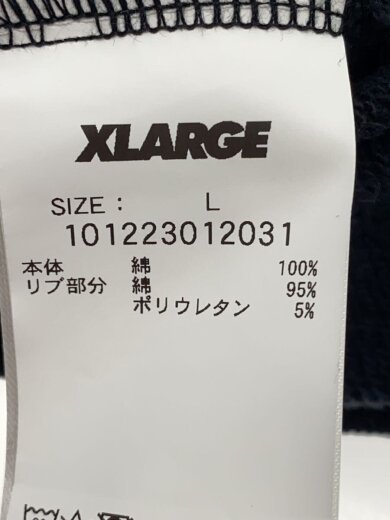 XLARGE
SIZE : L
101223012031
本体 綿 100%
リブ部分 綿 95%
ポリウレタン 5%